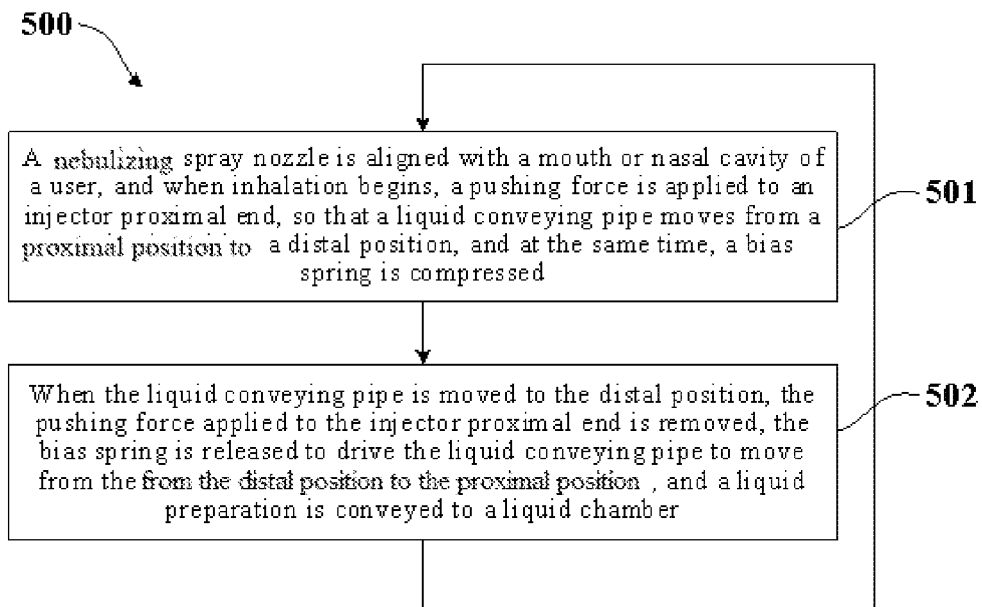 500
A nebulizing spray nozzle is aligned with a mouth or nasal cavity of
a user, and when inhalation begins, a pushing force is applied to an
injector proximal end, so that a liquid conveying pipe moves from a
proximal position to a distal position, and at the same time, a bias
spring is compressed
501
When the liquid conveying pipe is moved to the distal position, the
pushing force applied to the injector proximal end is removed, the
bias spring is released to drive the liquid conveying pipe to move
from the from the distal position to the proximal position , and a liquid
preparation is conveyed to a liquid chamber
502